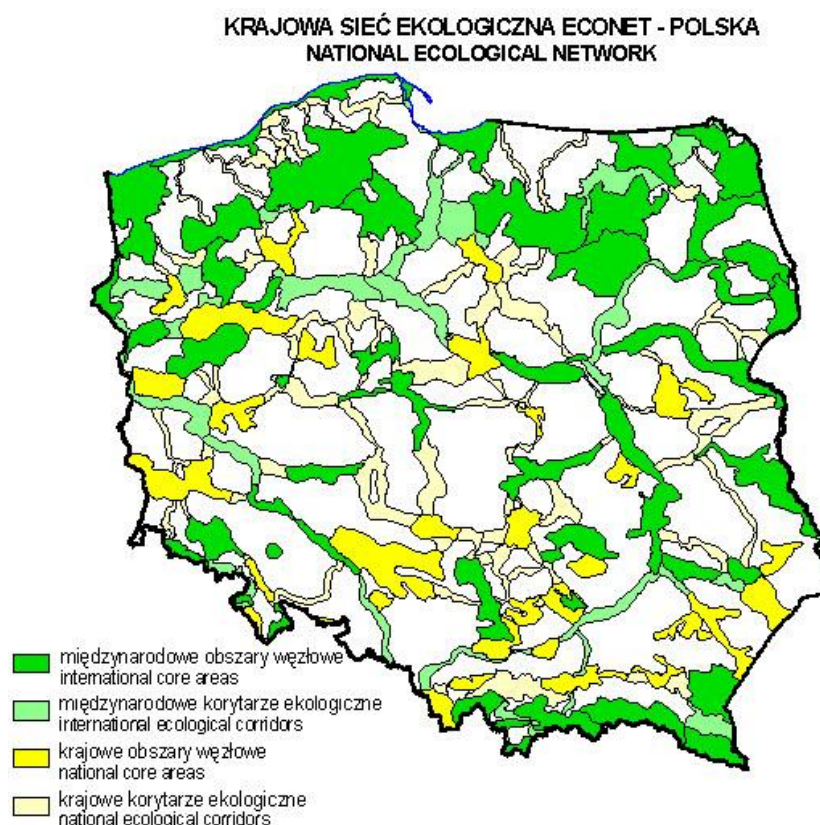 KRAJOWA SIEĆ EKOLOGICZNA ECONET - POLSKA
NATIONAL ECOLOGICAL NETWORK
międzynarodowe obszary węzłowe
international core areas
międzynarodowe korytarze ekologiczne
international ecological corridors
krajowe obszary węzłowe
national core areas
krajowe korytarze ekologiczne
national ecological corridors